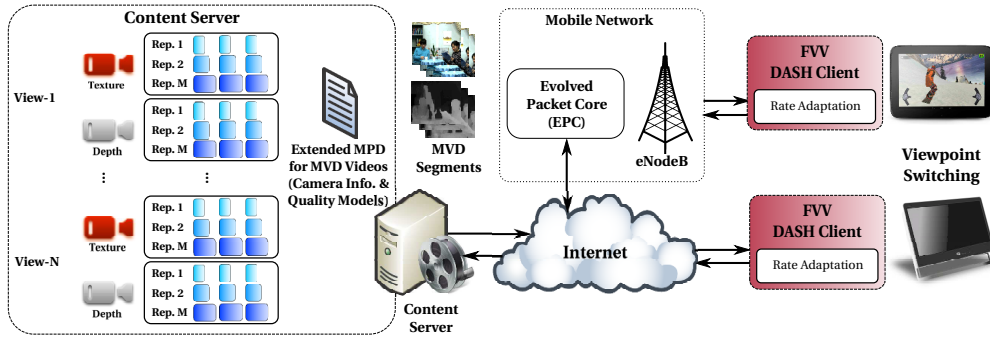 Content Server
View-1
Texture
Rep. 1
Rep. 2
Rep. M
Depth
Rep. 1
Rep. 2
Rep. M
...
...
View-N
Texture
Rep. 1
Rep. 2
Rep. M
Depth
Rep. 1
Rep. 2
Rep. M
Extended MPD
for MVD Videos
(Camera Info. &
Quality Models)
MVD
Segments
Content
Server
Mobile Network
Evolved
Packet Core
(EPC)
eNodeB
Internet
FVV
DASH Client
Rate Adaptation
Viewpoint
Switching
FVV
DASH Client
Rate Adaptation